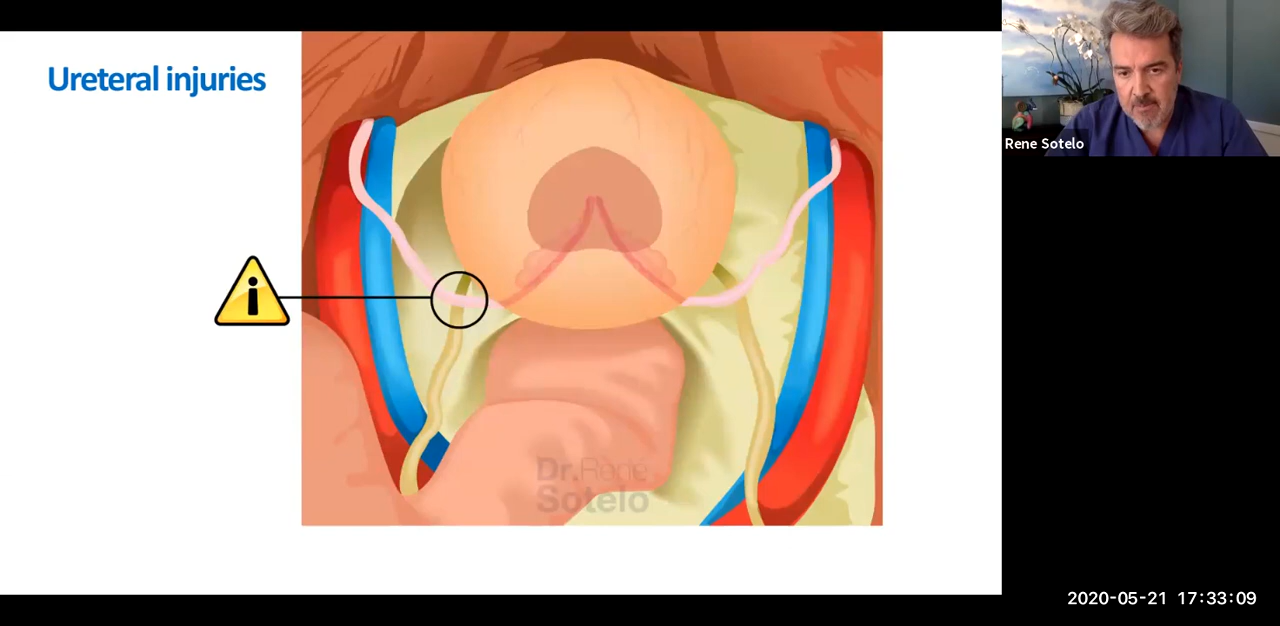 Ureteral injuries
Rene Sotelo
Dr.Rene
Sotelo
2020-05-21 17:33:09